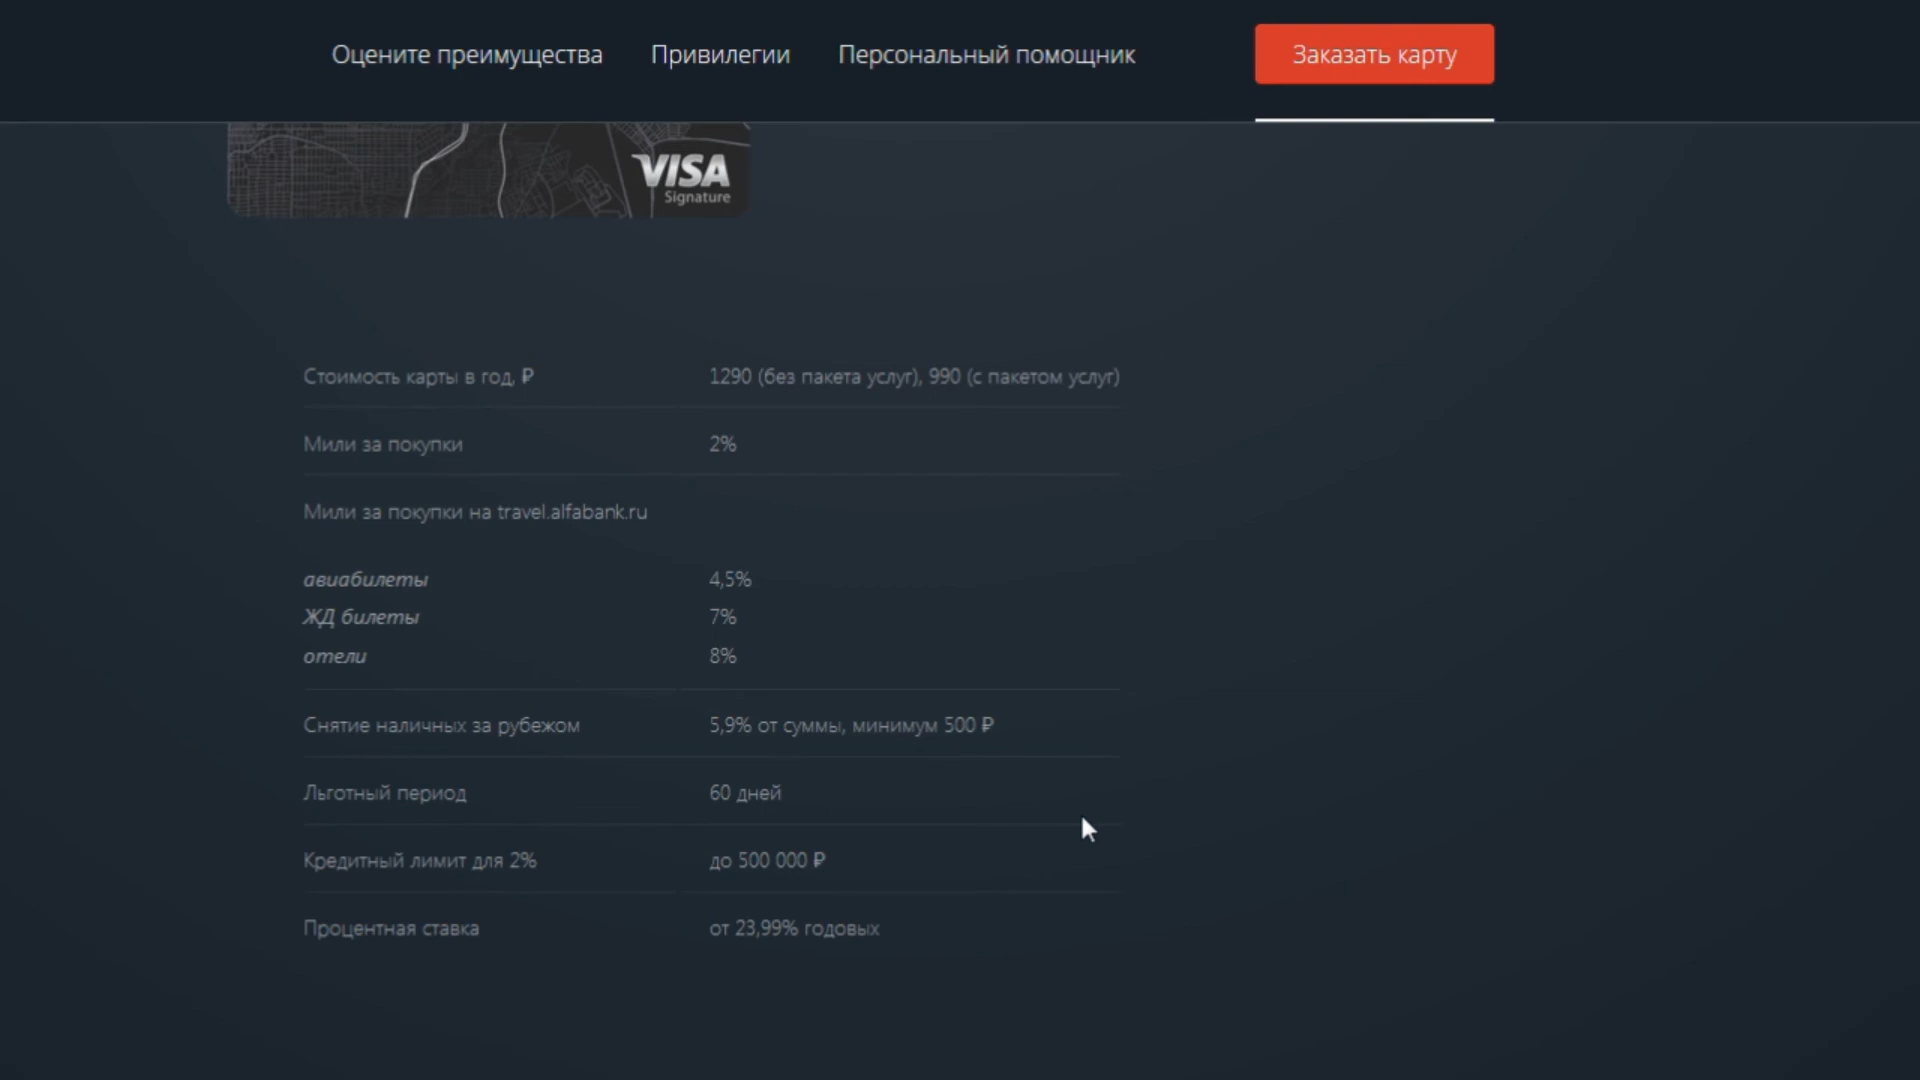 Оцените преимущества Привилегии Персональный помощник Заказать карту
VISA
Signature
Стоимость карты в год, ₽ 1290 (без пакета услуг), 990 (с пакетом услуг)
Мили за покупки 2%
Мили за покупки на travel.alfabank.ru
авиабилеты 4,5%
ЖД билеты 7%
отели 8%
Снятие наличных за рубежом 5,9% от суммы, минимум 500 ₽
Льготный период 60 дней
Кредитный лимит для 2% до 500 000 ₽
Процентная ставка от 23,99% годовых